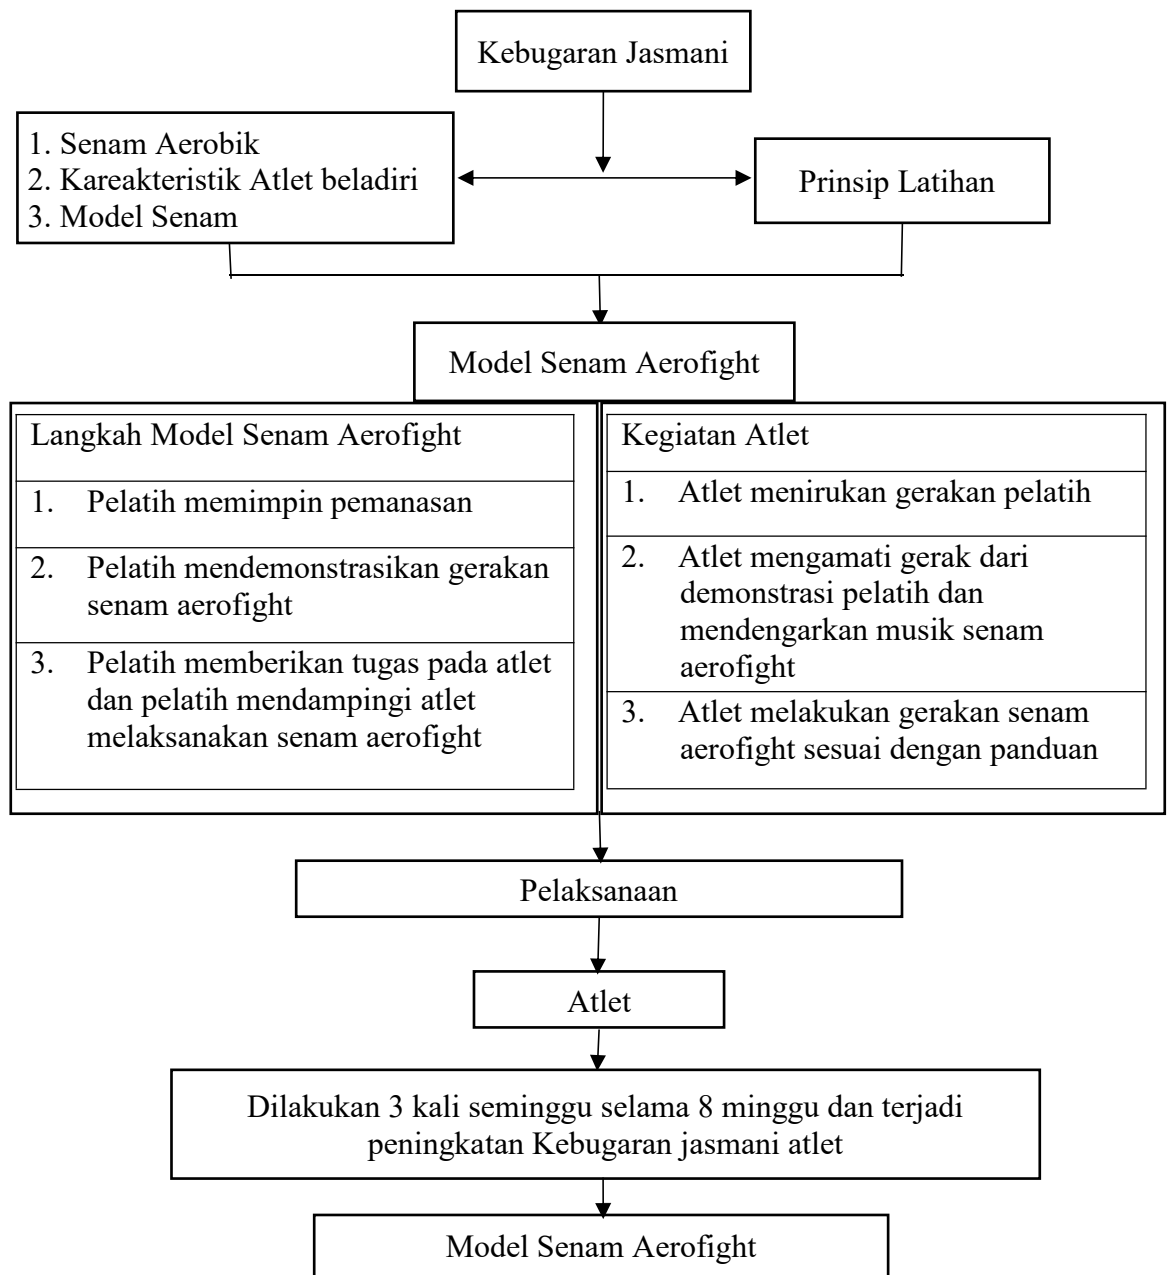 Kebugaran Jasmani
1. Senam Aerobik
2. Kareakteristik Atlet beladiri
3. Model Senam
Prinsip Latihan
Model Senam Aerofight
Langkah Model Senam Aerofight
1. Pelatih memimpin pemanasan
2. Pelatih mendemonstrasikan gerakan
senam aerofight
3. Pelatih memberikan tugas pada atlet
dan pelatih mendampingi atlet
melaksanakan senam aerofight
Kegiatan Atlet
1. Atlet menirukan gerakan pelatih
2. Atlet mengamati gerak dari
demonstrasi pelatih dan
mendengarkan musik senam
aerofight
3. Atlet melakukan gerakan senam
aerofight sesuai dengan panduan
Pelaksanaan
Atlet
Dilakukan 3 kali seminggu selama 8 minggu dan terjadi
peningkatan Kebugaran jasmani atlet
Model Senam Aerofight